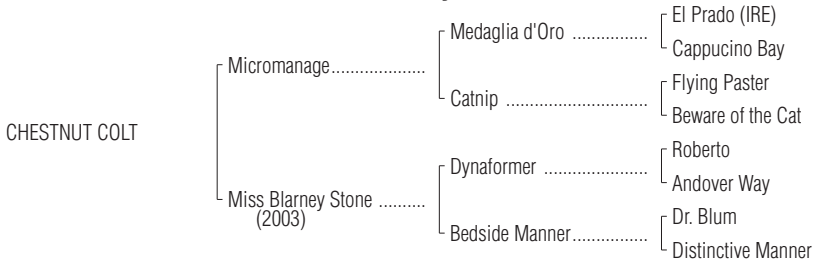 El Prado (IRE)
Medaglia d'Oro ................
Cappucino Bay
Micromanage....................
Flying Paster
Catnip ..............................
Beware of the Cat
CHESTNUT COLT
Roberto
Dynaformer ......................
Andover Way
Miss Blarney Stone ..........
(2003)
Dr. Blum
Bedside Manner................
Distinctive Manner